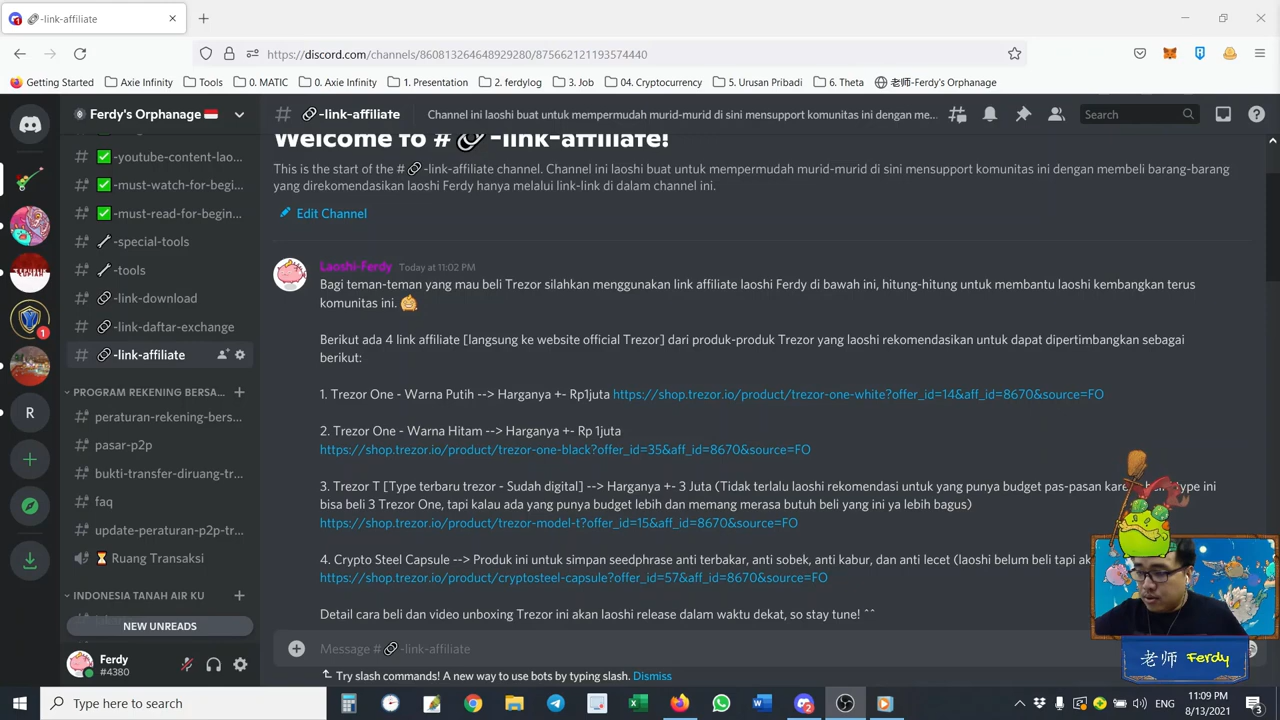 -link-affiliate
https://discord.com/channels/860813264648929280/875662121193574440
Getting Started
Axie Infinity
Tools
0. MATIC
0. Axie Infinity
1. Presentation
2. ferdylog
3. Job
04. Cryptocurrency
5. Urusan Pribadi
6. Theta
老师-Ferdy's Orphanage
Ferdy's Orphanage
# -link-affiliate
Channel ini laoshi buat untuk mempermudah murid-murid di sini mensupport komunitas ini dengan me...
Search
-youtube-content-lao...
-must-watch-for-begi...
-must-read-for-begin...
-special-tools
-tools
-link-download
-link-daftar-exchange
-link-affiliate
PROGRAM REKENING BERSA...
peraturan-rekening-bers...
pasar-p2p
bukti-transfer-diruang-tr...
faq
update-peraturan-p2p-tr...
Ruang Transaksi
INDONESIA TANAH AIR KU
NEW UNREADS
Ferdy
#4380
1
R
Welcome to # -link-affiliate!
This is the start of the # -link-affiliate channel. Channel ini laoshi buat untuk mempermudah murid-murid di sini mensupport komunitas ini dengan membeli barang-barang
yang direkomendasikan laoshi Ferdy hanya melalui link-link di dalam channel ini.
Edit Channel
Laoshi-Ferdy Today at 11:02 PM
Bagi teman-teman yang mau beli Trezor silahkan menggunakan link affiliate laoshi Ferdy di bawah ini, hitung-hitung untuk membantu laoshi kembangkan terus
komunitas ini.
Berikut ada 4 link affiliate [langsung ke website official Trezor] dari produk-produk Trezor yang laoshi rekomendasikan untuk dapat dipertimbangkan sebagai
berikut:
1. Trezor One - Warna Putih --> Harganya +- Rp1juta https://shop.trezor.io/product/trezor-one-white?offer_id=14&aff_id=8670&source=FO
2. Trezor One - Warna Hitam --> Harganya +- Rp 1juta
https://shop.trezor.io/product/trezor-one-black?offer_id=35&aff_id=8670&source=FO
3. Trezor T [Type terbaru trezor - Sudah digital] --> Harganya +- 3 Juta (Tidak terlalu laoshi rekomendasi untuk yang punya budget pas-pasan kare
bisa beli 3 Trezor One, tapi kalau ada yang punya budget lebih dan memang merasa butuh beli yang ini ya lebih bagus)
https://shop.trezor.io/product/trezor-model-t?offer_id=15&aff_id=8670&source=FO
4. Crypto Steel Capsule --> Produk ini untuk simpan seedphrase anti terbakar, anti sobek, anti kabur, dan anti lecet (laoshi belum beli tapi
https://shop.trezor.io/product/cryptosteel-capsule?offer_id=57&aff_id=8670&source=FO
Detail cara beli dan video unboxing Trezor ini akan laoshi release dalam waktu dekat, so stay tune! ^^
Message # -link-affiliate
Try slash commands! A new way to use bots by typing slash. Dismiss
老师 Ferdy
Type here to search
ENG
11:09 PM
8/13/2021
3